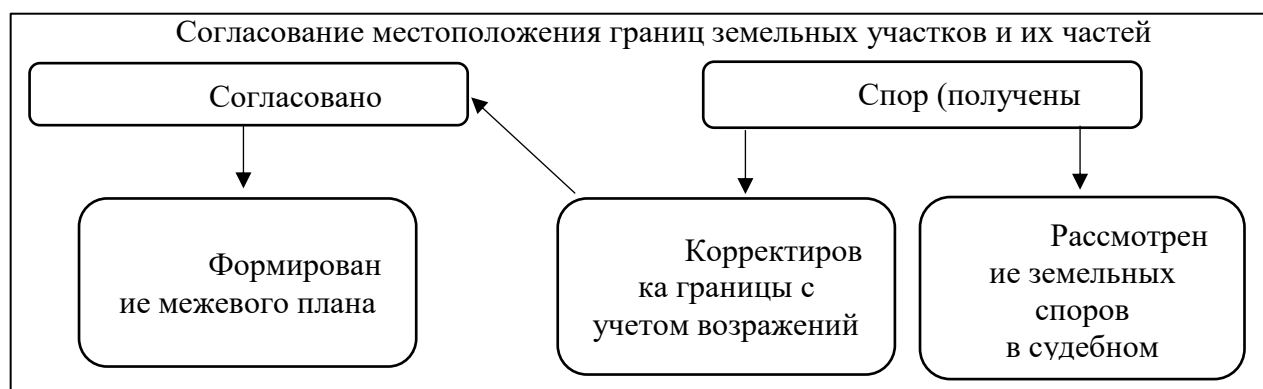 Согласование местоположения границ земельных участков и их частей
Согласовано
Спор (получены
Формирован
ие межевого плана
Корректиров
ка границы с
учетом возражений
Рассмотрен
ие земельных
споров
в судебном